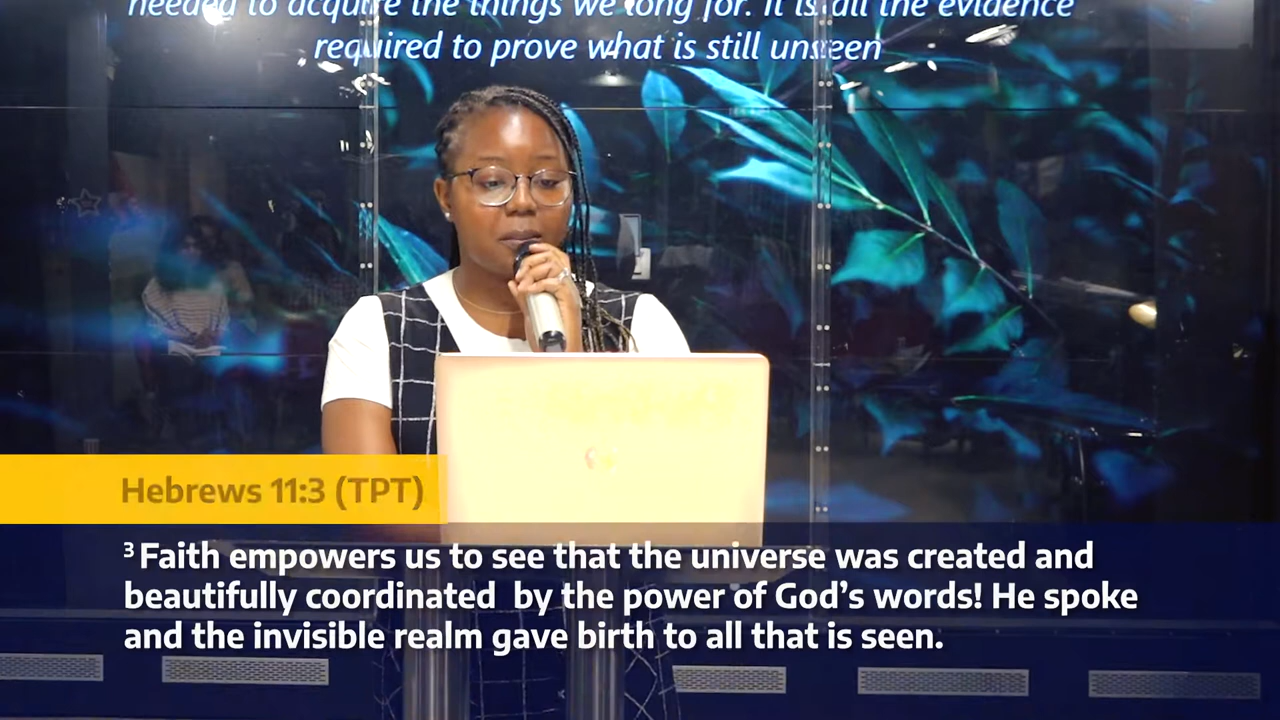 needed to acquire the things we long for. It is all the evidence
required to prove what is still unseen
Hebrews 11:3 (TPT)
3 Faith empowers us to see that the universe was created and
beautifully coordinated by the power of God's words! He spoke
and the invisible realm gave birth to all that is seen.